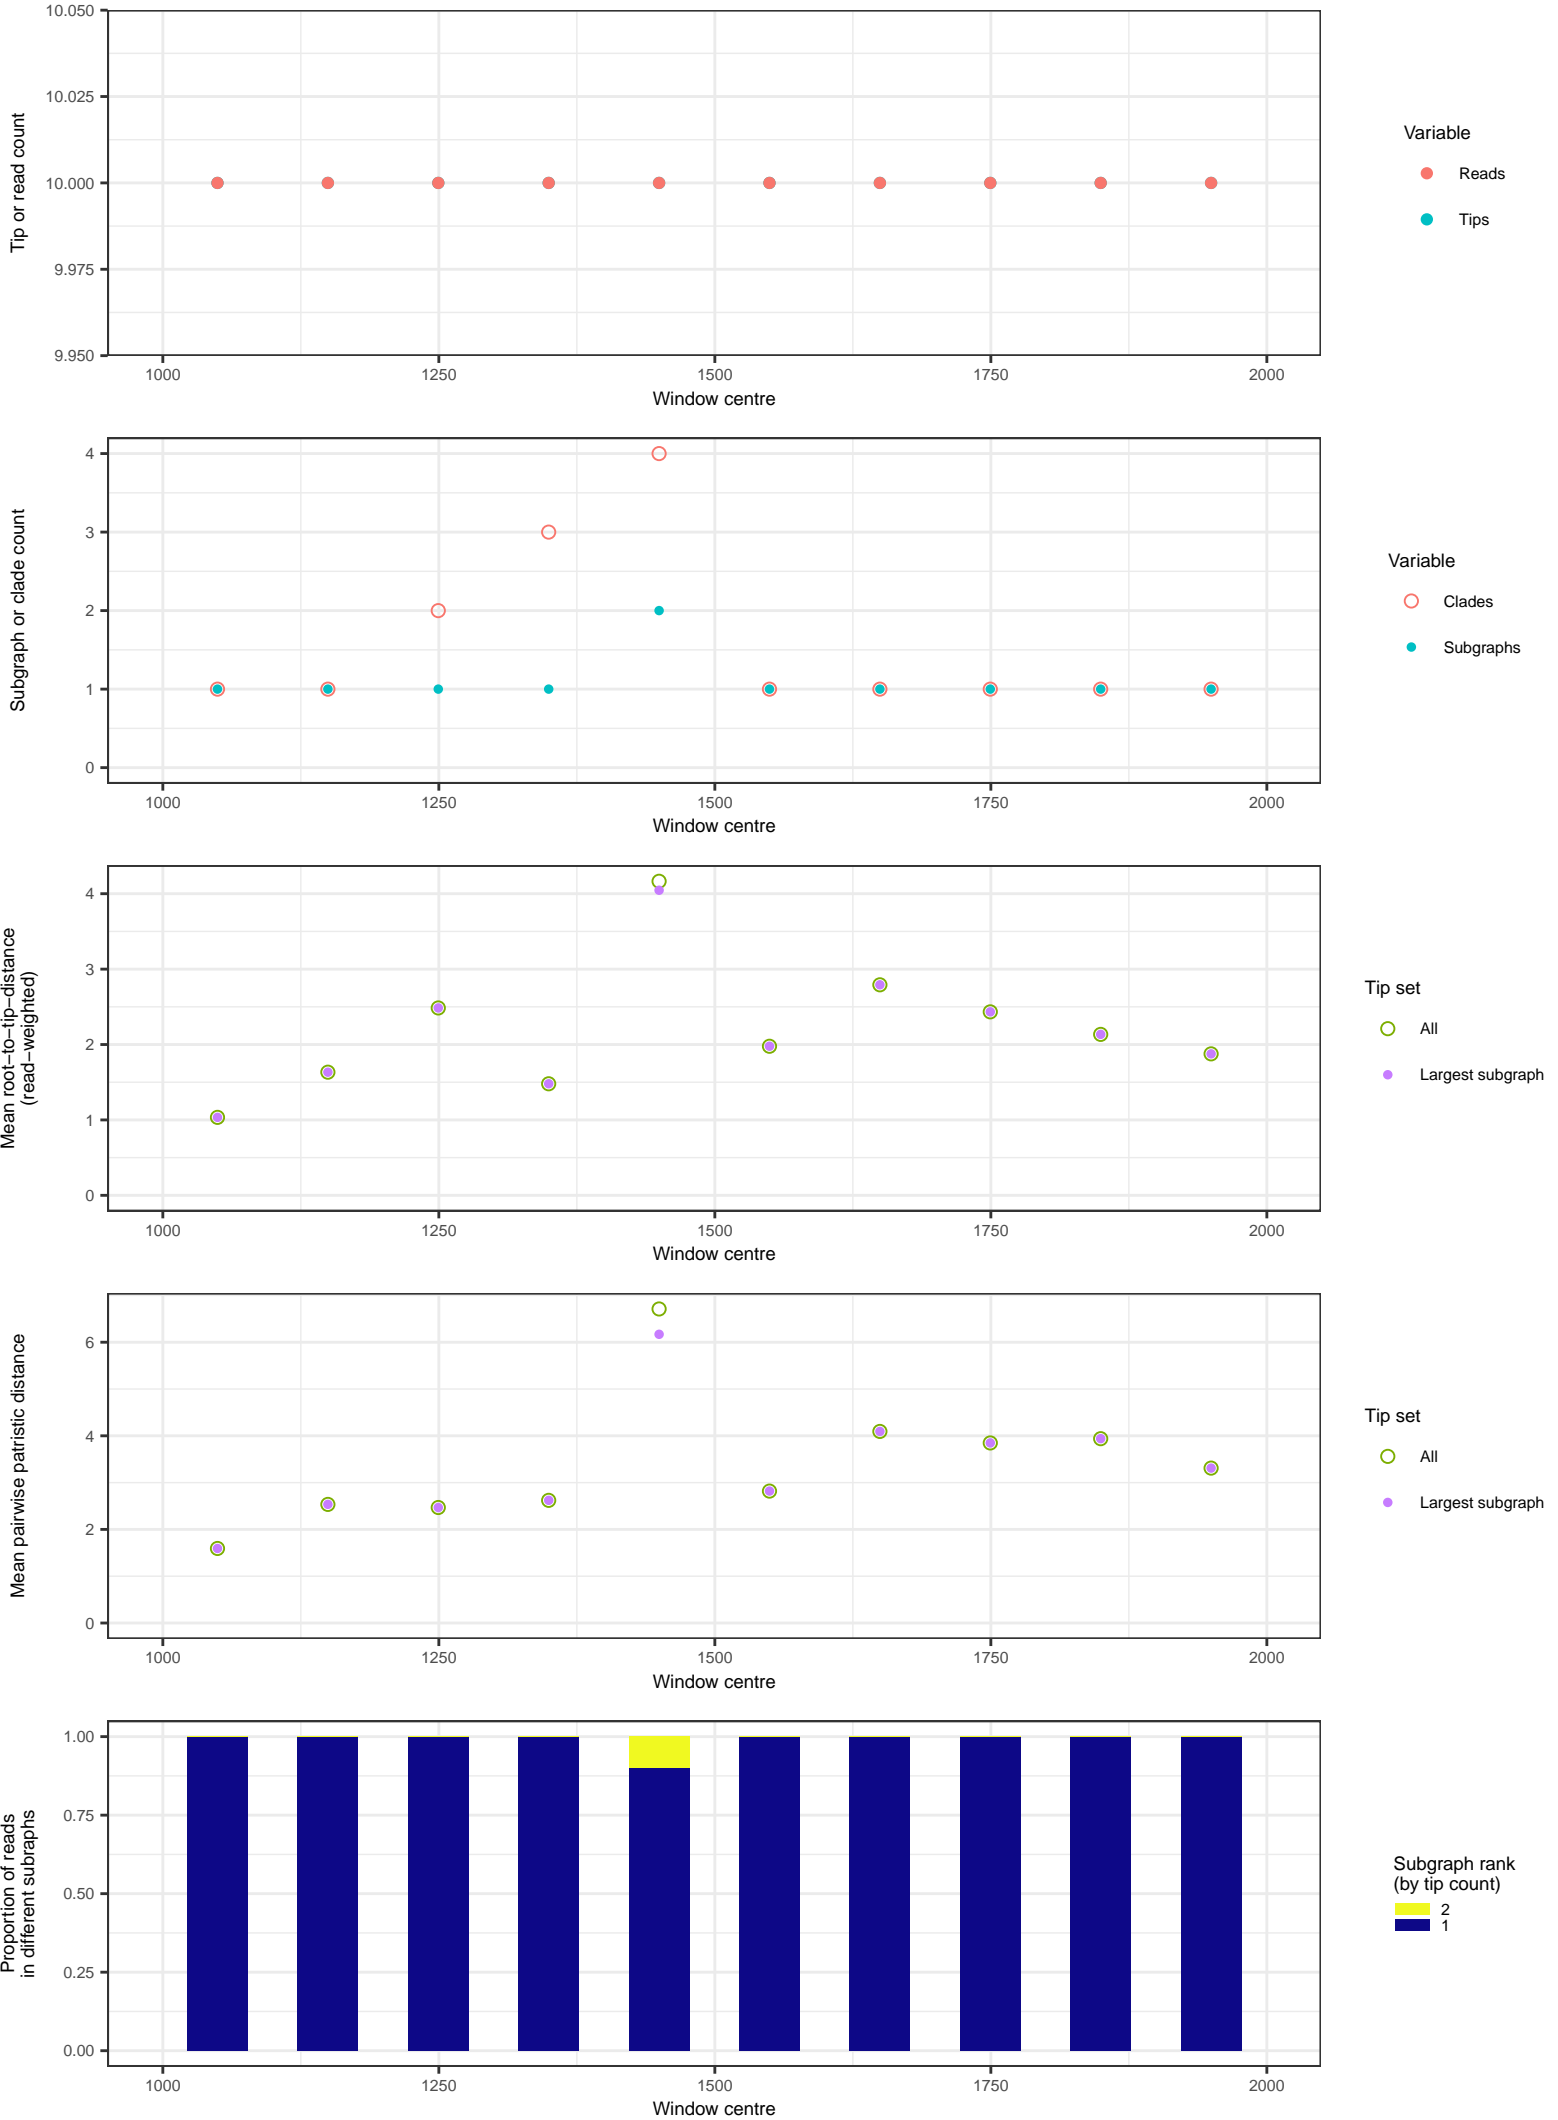 10.050
10.025
10.000
9.975
9.950
Tip or read count
1000 1250 1500 1750 2000
Window centre
Variable
Reads
Tips
4
3
2
1
0
Subgraph or clade count
1000 1250 1500 1750 2000
Window centre
Variable
Clades
Subgraphs
4
3
2
1
0
Mean root−to−tip−distance
(read−weighted)
1000 1250 1500 1750 2000
Window centre
Tip set
All
Largest subgraph
6
4
2
0
Mean pairwise patristic distance
1000 1250 1500 1750 2000
Window centre
Tip set
All
Largest subgraph
1.00
0.75
0.50
0.25
0.00
Proportion of reads
in different subraphs
1000 1250 1500 1750 2000
Window centre
Subgraph rank
(by tip count)
2
1